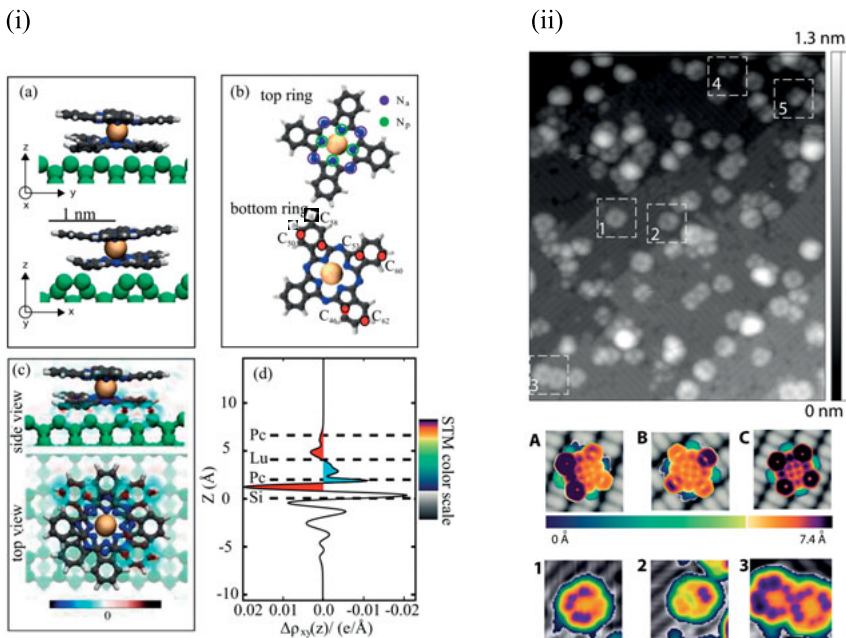 (i)
(a)
z
x
y
1 nm
z
y
x
(b)
top ring
Na
Np
bottom ring
C58
C50
C53
C60
C46
C62
(c)
side view
top view
0
(d)
10
5
0
-5
-10
Z (Å)
Pc
Lu
Pc
Si
0.02 0.01 0.0 -0.01 -0.02
Δρxy(z)/ (e/Å)
STM color scale
(ii)
1.3 nm
4
5
1
2
3
0 nm
A
B
C
0 Å
7.4 Å
1
2
3